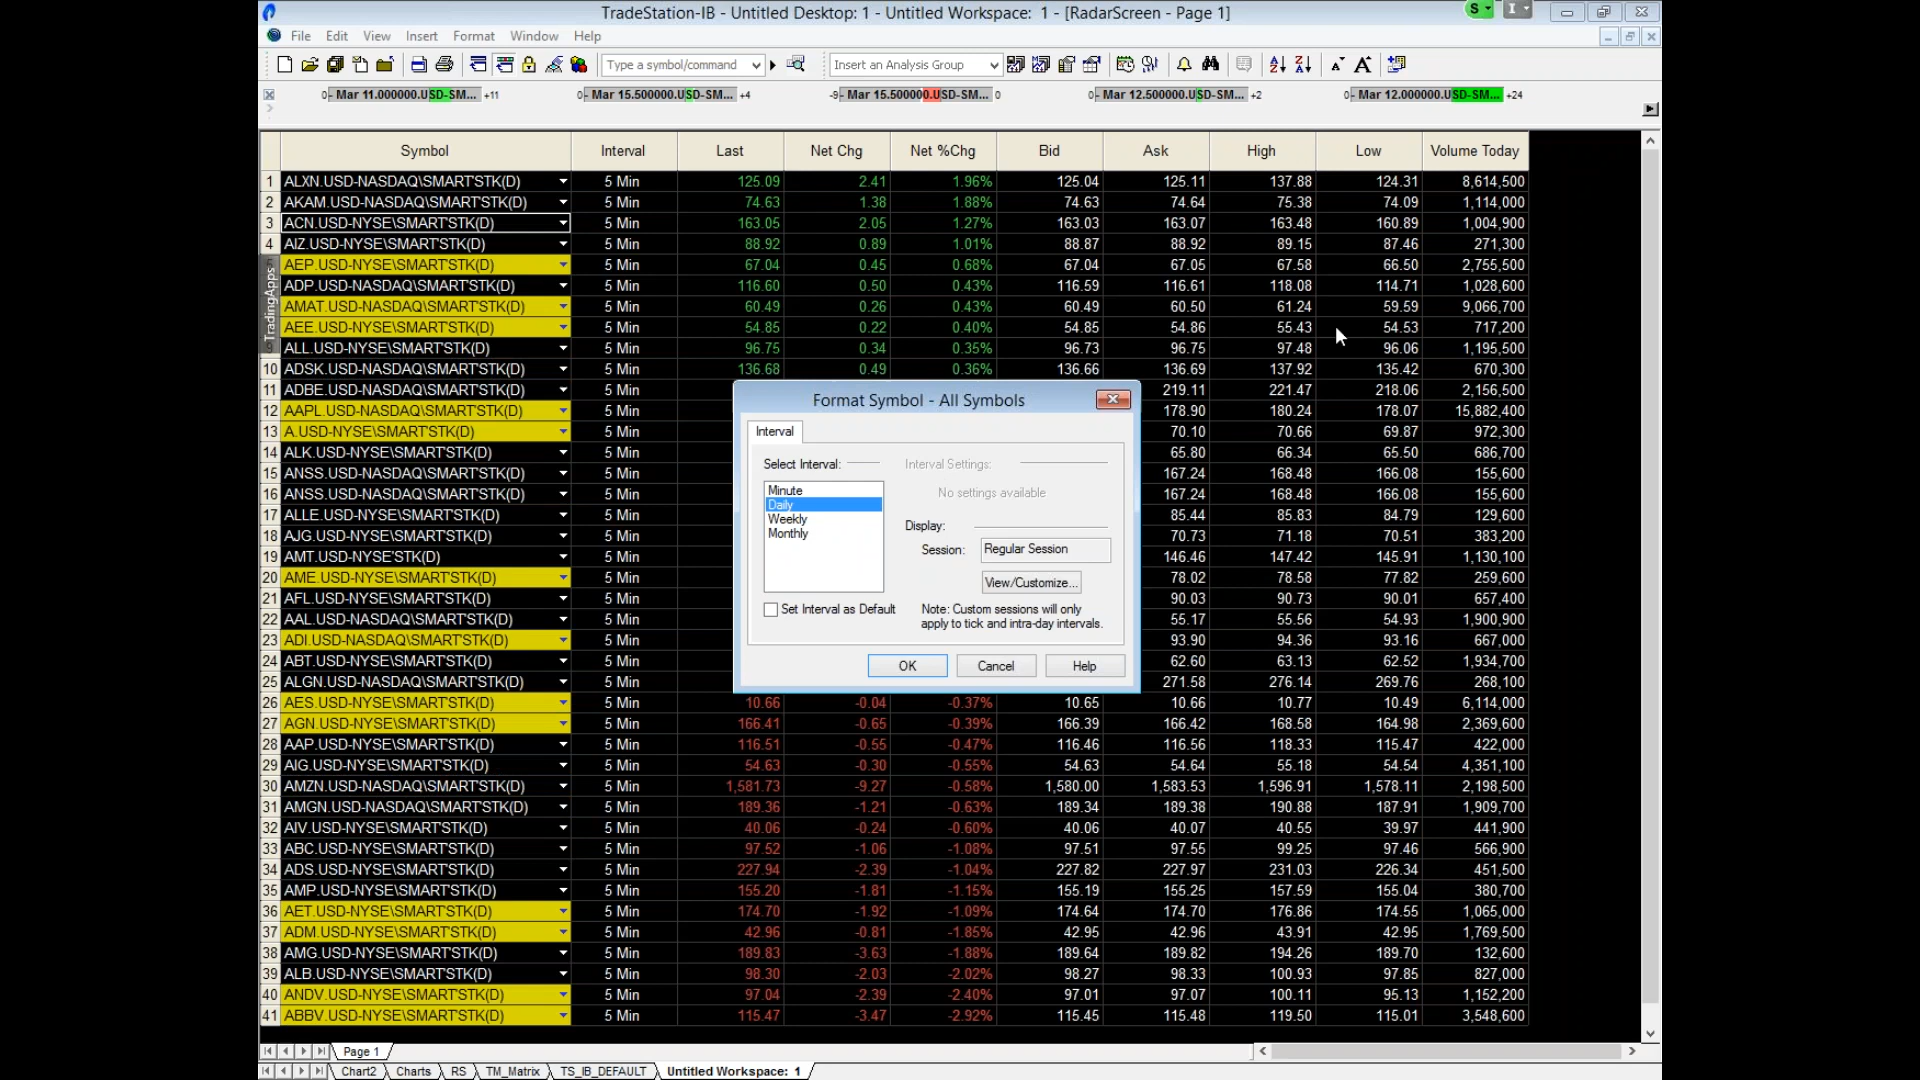 TradeStation-IB - Untitled Desktop: 1 - Untitled Workspace: 1 - [RadarScreen - Page 1]
S
I
File Edit View Insert Format Window Help
Type a symbol/command
Insert an Analysis Group
0 Mar 11.000000.USD-SM... +11
0 Mar 15.500000.USD-SM... +4
-9 Mar 15.500000.USD-SM... 0
0 Mar 12.500000.USD-SM... +2
0 Mar 12.000000.USD-SM... +24
Symbol Interval Last Net Chg Net %Chg Bid Ask High Low Volume Today
1 ALXN.USD-NASDAQ\SMART'STK(D) 5 Min 125.09 2.41 1.96% 125.04 125.11 137.88 124.31 8,614,500
2 AKAM.USD-NASDAQ\SMART'STK(D) 5 Min 74.63 1.38 1.88% 74.63 74.64 75.38 74.09 1,114,000
3 ACN.USD-NYSE\SMART'STK(D) 5 Min 163.05 2.05 1.27% 163.03 163.07 163.48 160.89 1,004,900
4 AIZ.USD-NYSE\SMART'STK(D) 5 Min 88.92 0.89 1.01% 88.87 88.92 89.15 87.46 271,300
AEP.USD-NYSE\SMART'STK(D) 5 Min 67.04 0.45 0.68% 67.04 67.05 67.58 66.50 2,755,500
ADP.USD-NASDAQ\SMART'STK(D) 5 Min 116.60 0.50 0.43% 116.59 116.61 118.08 114.71 1,028,600
AMAT.USD-NASDAQ\SMART'STK(D) 5 Min 60.49 0.26 0.43% 60.49 60.50 61.24 59.59 9,066,700
AEE.USD-NYSE\SMART'STK(D) 5 Min 54.85 0.22 0.40% 54.85 54.86 55.43 54.53 717,200
ALL.USD-NYSE\SMART'STK(D) 5 Min 96.75 0.34 0.35% 96.73 96.75 97.48 96.06 1,195,500
TradingApps
10 ADSK.USD-NASDAQ\SMART'STK(D) 5 Min 136.68 0.49 0.36% 136.66 136.69 137.92 135.42 670,300
11 ADBE.USD-NASDAQ\SMART'STK(D) 5 Min 219.11 221.47 218.06 2,156,500
12 AAPL.USD-NASDAQ\SMART'STK(D) 5 Min 178.90 180.24 178.07 15,882,400
13 A.USD-NYSE\SMART'STK(D) 5 Min 70.10 70.66 69.87 972,300
14 ALK.USD-NYSE\SMART'STK(D) 5 Min 65.80 66.34 65.50 686,700
15 ANSS.USD-NASDAQ\SMART'STK(D) 5 Min 167.24 168.48 166.08 155,600
16 ANSS.USD-NASDAQ\SMART'STK(D) 5 Min 167.24 168.48 166.08 155,600
17 ALLE.USD-NYSE\SMART'STK(D) 5 Min 85.44 85.83 84.79 129,600
18 AJG.USD-NYSE\SMART'STK(D) 5 Min 70.73 71.18 70.51 383,200
19 AMT.USD-NYSE'STK(D) 5 Min 146.46 147.42 145.91 1,130,100
20 AME.USD-NYSE\SMART'STK(D) 5 Min 78.02 78.58 77.82 259,600
21 AFL.USD-NYSE\SMART'STK(D) 5 Min 90.03 90.73 90.01 657,400
22 AAL.USD-NASDAQ\SMART'STK(D) 5 Min 55.17 55.56 54.93 1,900,900
23 ADI.USD-NASDAQ\SMART'STK(D) 5 Min 93.90 94.36 93.16 667,000
24 ABT.USD-NYSE\SMART'STK(D) 5 Min 62.60 63.13 62.52 1,934,700
25 ALGN.USD-NASDAQ\SMART'STK(D) 5 Min 271.58 276.14 269.76 268,100
26 AES.USD-NYSE\SMART'STK(D) 5 Min 10.66 -0.04 -0.37% 10.65 10.66 10.77 10.49 6,114,000
27 AGN.USD-NYSE\SMART'STK(D) 5 Min 166.41 -0.65 -0.39% 166.39 166.42 168.58 164.98 2,369,600
28 AAP.USD-NYSE\SMART'STK(D) 5 Min 116.51 -0.55 -0.47% 116.46 116.56 118.33 115.47 422,000
29 AIG.USD-NYSE\SMART'STK(D) 5 Min 54.63 -0.30 -0.55% 54.63 54.64 55.18 54.54 4,351,100
30 AMZN.USD-NASDAQ\SMART'STK(D) 5 Min 1,581.73 -9.27 -0.58% 1,580.00 1,583.53 1,596.91 1,578.11 2,198,500
31 AMGN.USD-NASDAQ\SMART'STK(D) 5 Min 189.36 -1.21 -0.63% 189.34 189.38 190.88 187.91 1,909,700
32 AIV.USD-NYSE\SMART'STK(D) 5 Min 40.06 -0.24 -0.60% 40.06 40.07 40.55 39.97 441,900
33 ABC.USD-NYSE\SMART'STK(D) 5 Min 97.52 -1.06 -1.08% 97.51 97.55 99.25 97.46 566,900
34 ADS.USD-NYSE\SMART'STK(D) 5 Min 227.94 -2.39 -1.04% 227.82 227.97 231.03 226.34 451,500
35 AMP.USD-NYSE\SMART'STK(D) 5 Min 155.20 -1.81 -1.15% 155.19 155.25 157.59 155.04 380,700
36 AET.USD-NYSE\SMART'STK(D) 5 Min 174.70 -1.92 -1.09% 174.64 174.70 176.86 174.55 1,065,000
37 ADM.USD-NYSE\SMART'STK(D) 5 Min 42.96 -0.81 -1.85% 42.95 42.96 43.91 42.95 1,769,500
38 AMG.USD-NYSE\SMART'STK(D) 5 Min 189.83 -3.63 -1.88% 189.64 189.82 194.26 189.70 132,600
39 ALB.USD-NYSE\SMART'STK(D) 5 Min 98.30 -2.03 -2.02% 98.27 98.33 100.93 97.85 827,000
40 ANDV.USD-NYSE\SMART'STK(D) 5 Min 97.04 -2.39 -2.40% 97.01 97.07 100.11 95.13 1,152,200
41 ABBV.USD-NYSE\SMART'STK(D) 5 Min 115.47 -3.47 -2.92% 115.45 115.48 119.50 115.01 3,548,600
Format Symbol - All Symbols
Interval
Select Interval:
Minute
Daily
Weekly
Monthly
Set Interval as Default
Interval Settings:
No settings available
Display:
Session: Regular Session
View/Customize...
Note: Custom sessions will only
apply to tick and intra-day intervals.
OK Cancel Help
Page 1
Chart2 Charts RS TM_Matrix TS_IB_DEFAULT Untitled Workspace: 1